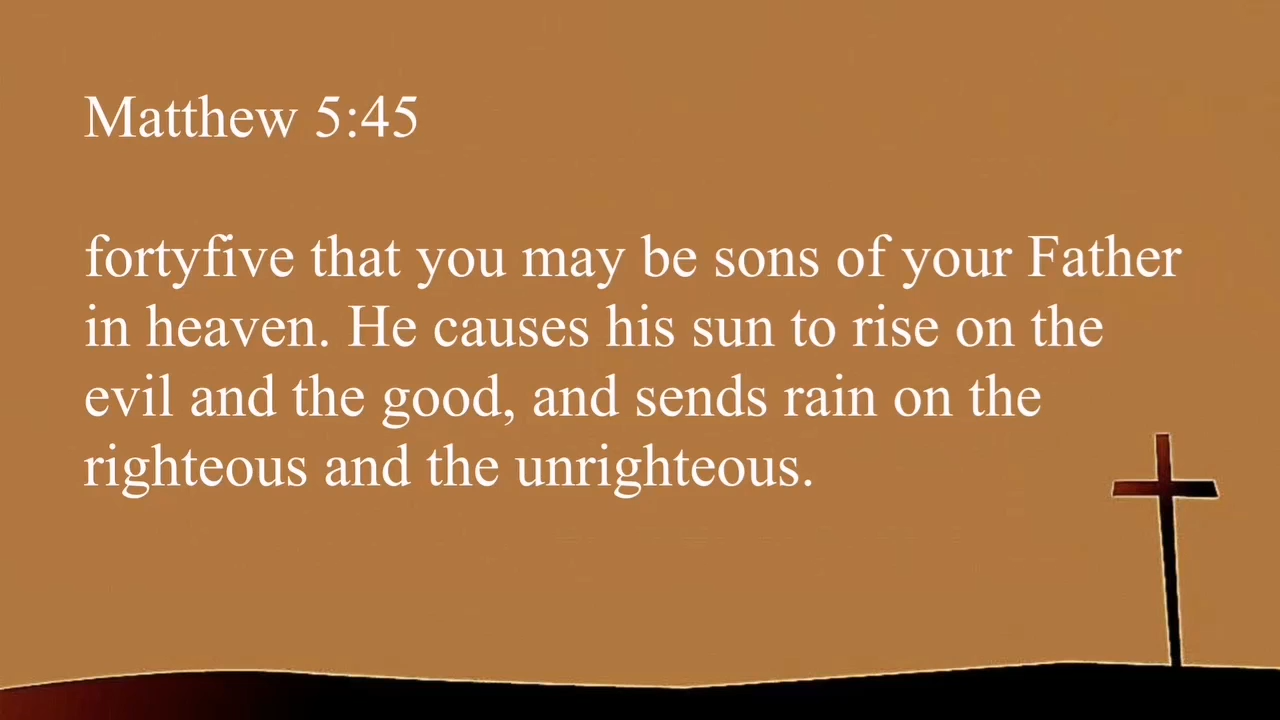 Matthew 5:45
fortyfive that you may be sons of your Father
in heaven. He causes his sun to rise on the
evil and the good, and sends rain on the
righteous and the unrighteous.